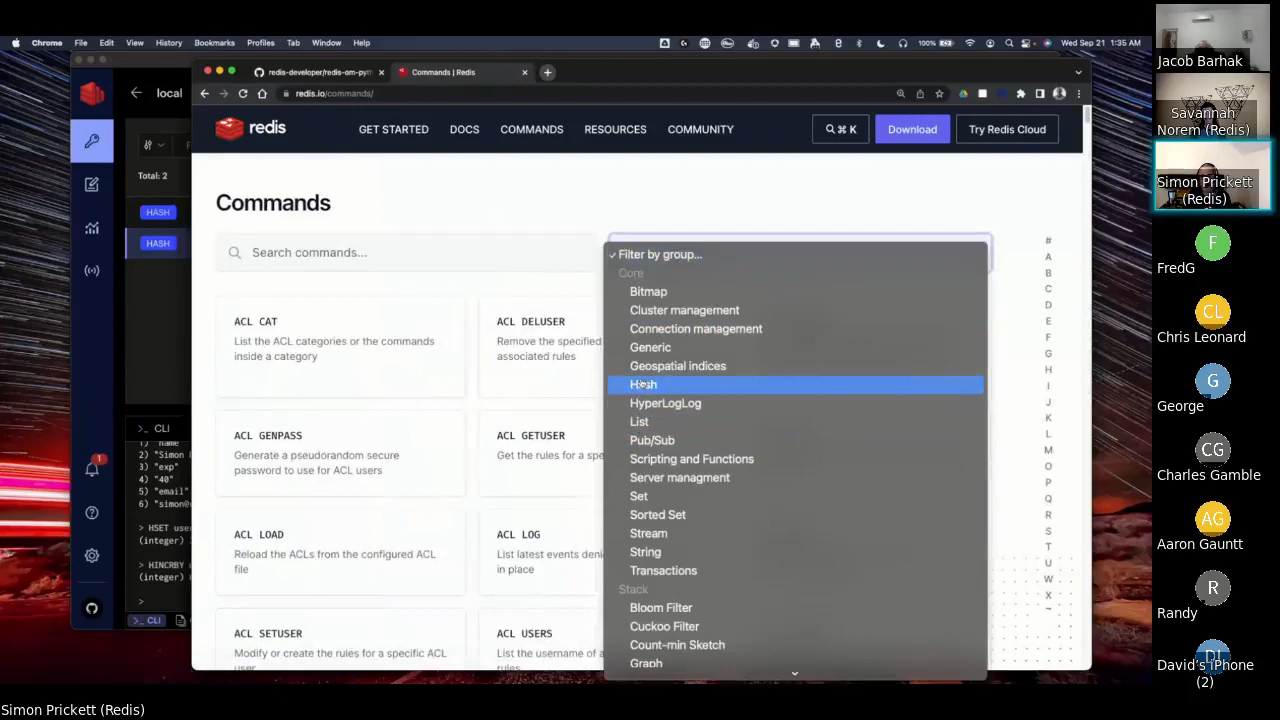 Chrome File Edit View History Bookmarks Profiles Tab Window Help
100% Wed Sep 21 1:35 AM
redis-developer/redis-om-pyth
Commands | Redis
redis.io/commands/
local
Total: 2
HASH
HASH
redis
GET STARTED DOCS COMMANDS RESOURCES COMMUNITY
⌘ K
Download
Try Redis Cloud
Commands
Search commands...
✓ Filter by group...
Core
Bitmap
Cluster management
Connection management
Generic
Geospatial indices
Hash
HyperLogLog
List
Pub/Sub
Scripting and Functions
Server managment
Set
Sorted Set
Stream
String
Transactions
Stack
Bloom Filter
Cuckoo Filter
Count-min Sketch
Graph
ACL CAT
List the ACL categories or the commands
inside a category
ACL DELUSER
Remove the specified
associated rules
ACL GENPASS
Generate a pseudorandom secure
password to use for ACL users
ACL GETUSER
Get the rules for a spe
ACL LOAD
Reload the ACLs from the configured ACL
file
ACL LOG
List latest events deni
in place
ACL SETUSER
Modify or create the rules for a specific ACL
user
ACL USERS
List the username of a
rules
#
A
B
C
D
E
F
G
H
I
J
K
L
M
O
P
Q
R
S
T
U
W
X
~
CLI
1) "name"
2) "Simon
3) "exp"
4) "40"
5) "email"
6) "simon@
> HSET use
(integer)
> HINCRBY
(integer)
>
>_ CLI
1
Jacob Barhak
Savannah
Norem (Redis)
Simon Prickett
(Redis)
F
FredG
CL
Chris Leonard
G
George
CG
Charles Gamble
AG
Aaron Gauntt
R
Randy
DI
David's iPhone
(2)
Simon Prickett (Redis)